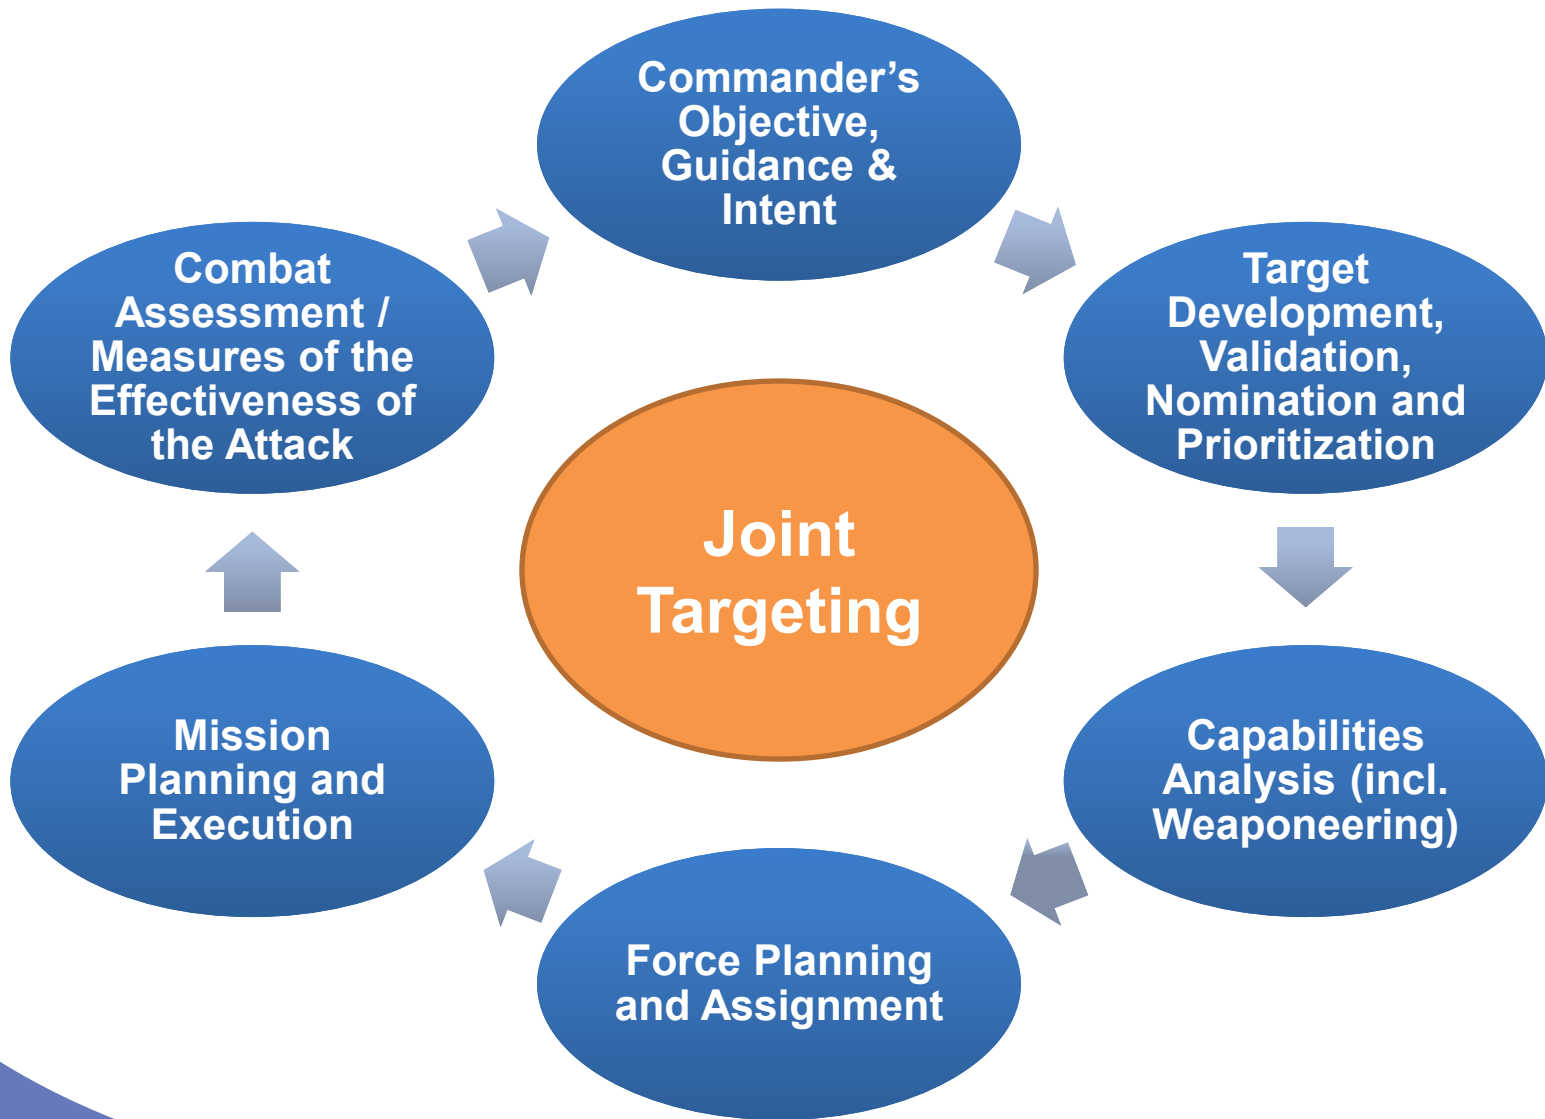 Commander’s
Objective,
Guidance &
Intent
Target
Development,
Validation,
Nomination and
Prioritization
Capabilities
Analysis (incl.
Weaponeering)
Force Planning
and Assignment
Mission
Planning and
Execution
Combat
Assessment /
Measures of the
Effectiveness of
the Attack
Joint
Targeting